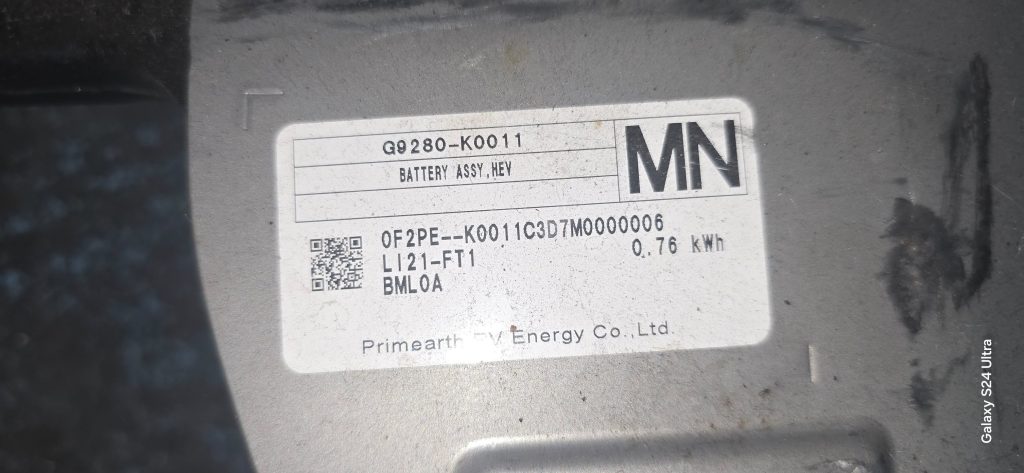 G9280-K0011
BATTERY ASSY,HEV
MN
0F2PE--K0011C3D7M0000006
LI21-FT1
0.76 kWh
BML0A
Primearth EV Energy Co.,Ltd.
Galaxy S24 Ultra